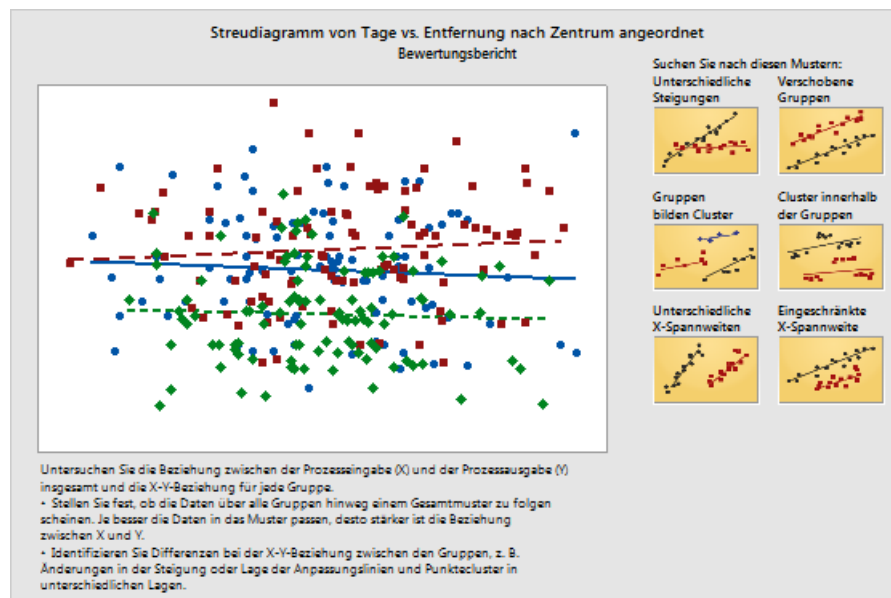 Streudiagramm von Tage vs. Entfernung nach Zentrum angeordnet
Bewertungsbericht
Suchen Sie nach diesen Mustern:
Unterschiedliche
Steigungen
Verschobene
Gruppen
Gruppen
bilden Cluster
Cluster innerhalb
der Gruppen
Unterschiedliche
X-Spannweiten
Eingeschränkte
X-Spannweite
Untersuchen Sie die Beziehung zwischen der Prozesseingabe (X) und der Prozessausgabe (Y)
insgesamt und die X-Y-Beziehung für jede Gruppe.
• Stellen Sie fest, ob die Daten über alle Gruppen hinweg einem Gesamtmuster zu folgen
scheinen. Je besser die Daten in das Muster passen, desto stärker ist die Beziehung
zwischen X und Y.
• Identifizieren Sie Differenzen bei der X-Y-Beziehung zwischen den Gruppen, z. B.
Änderungen in der Steigung oder Lage der Anpassungslinien und Punktecluster in
unterschiedlichen Lagen.